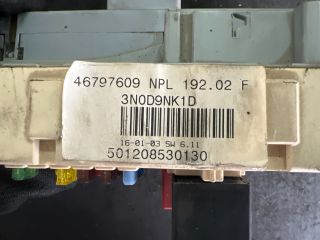 46797609 NPL 192.02 F
3N0D9NK1D
16-01-03 SW 6.11
501208530130